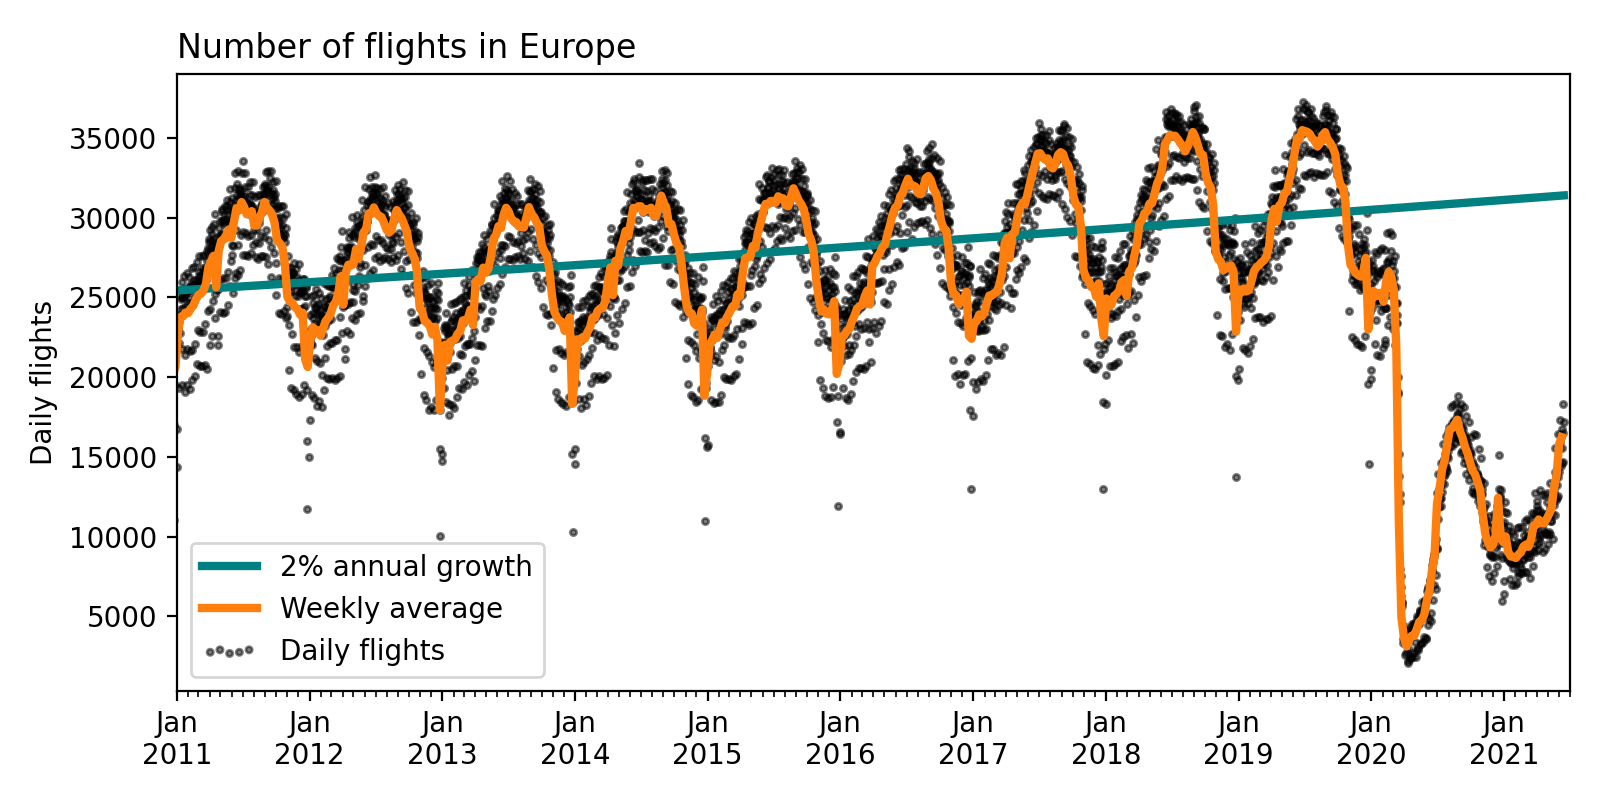 Number of flights in Europe
Daily flights
35000
30000
25000
20000
15000
10000
5000
2% annual growth
Weekly average
Daily flights
Jan Jan Jan Jan Jan Jan Jan Jan Jan Jan Jan
2011 2012 2013 2014 2015 2016 2017 2018 2019 2020 2021